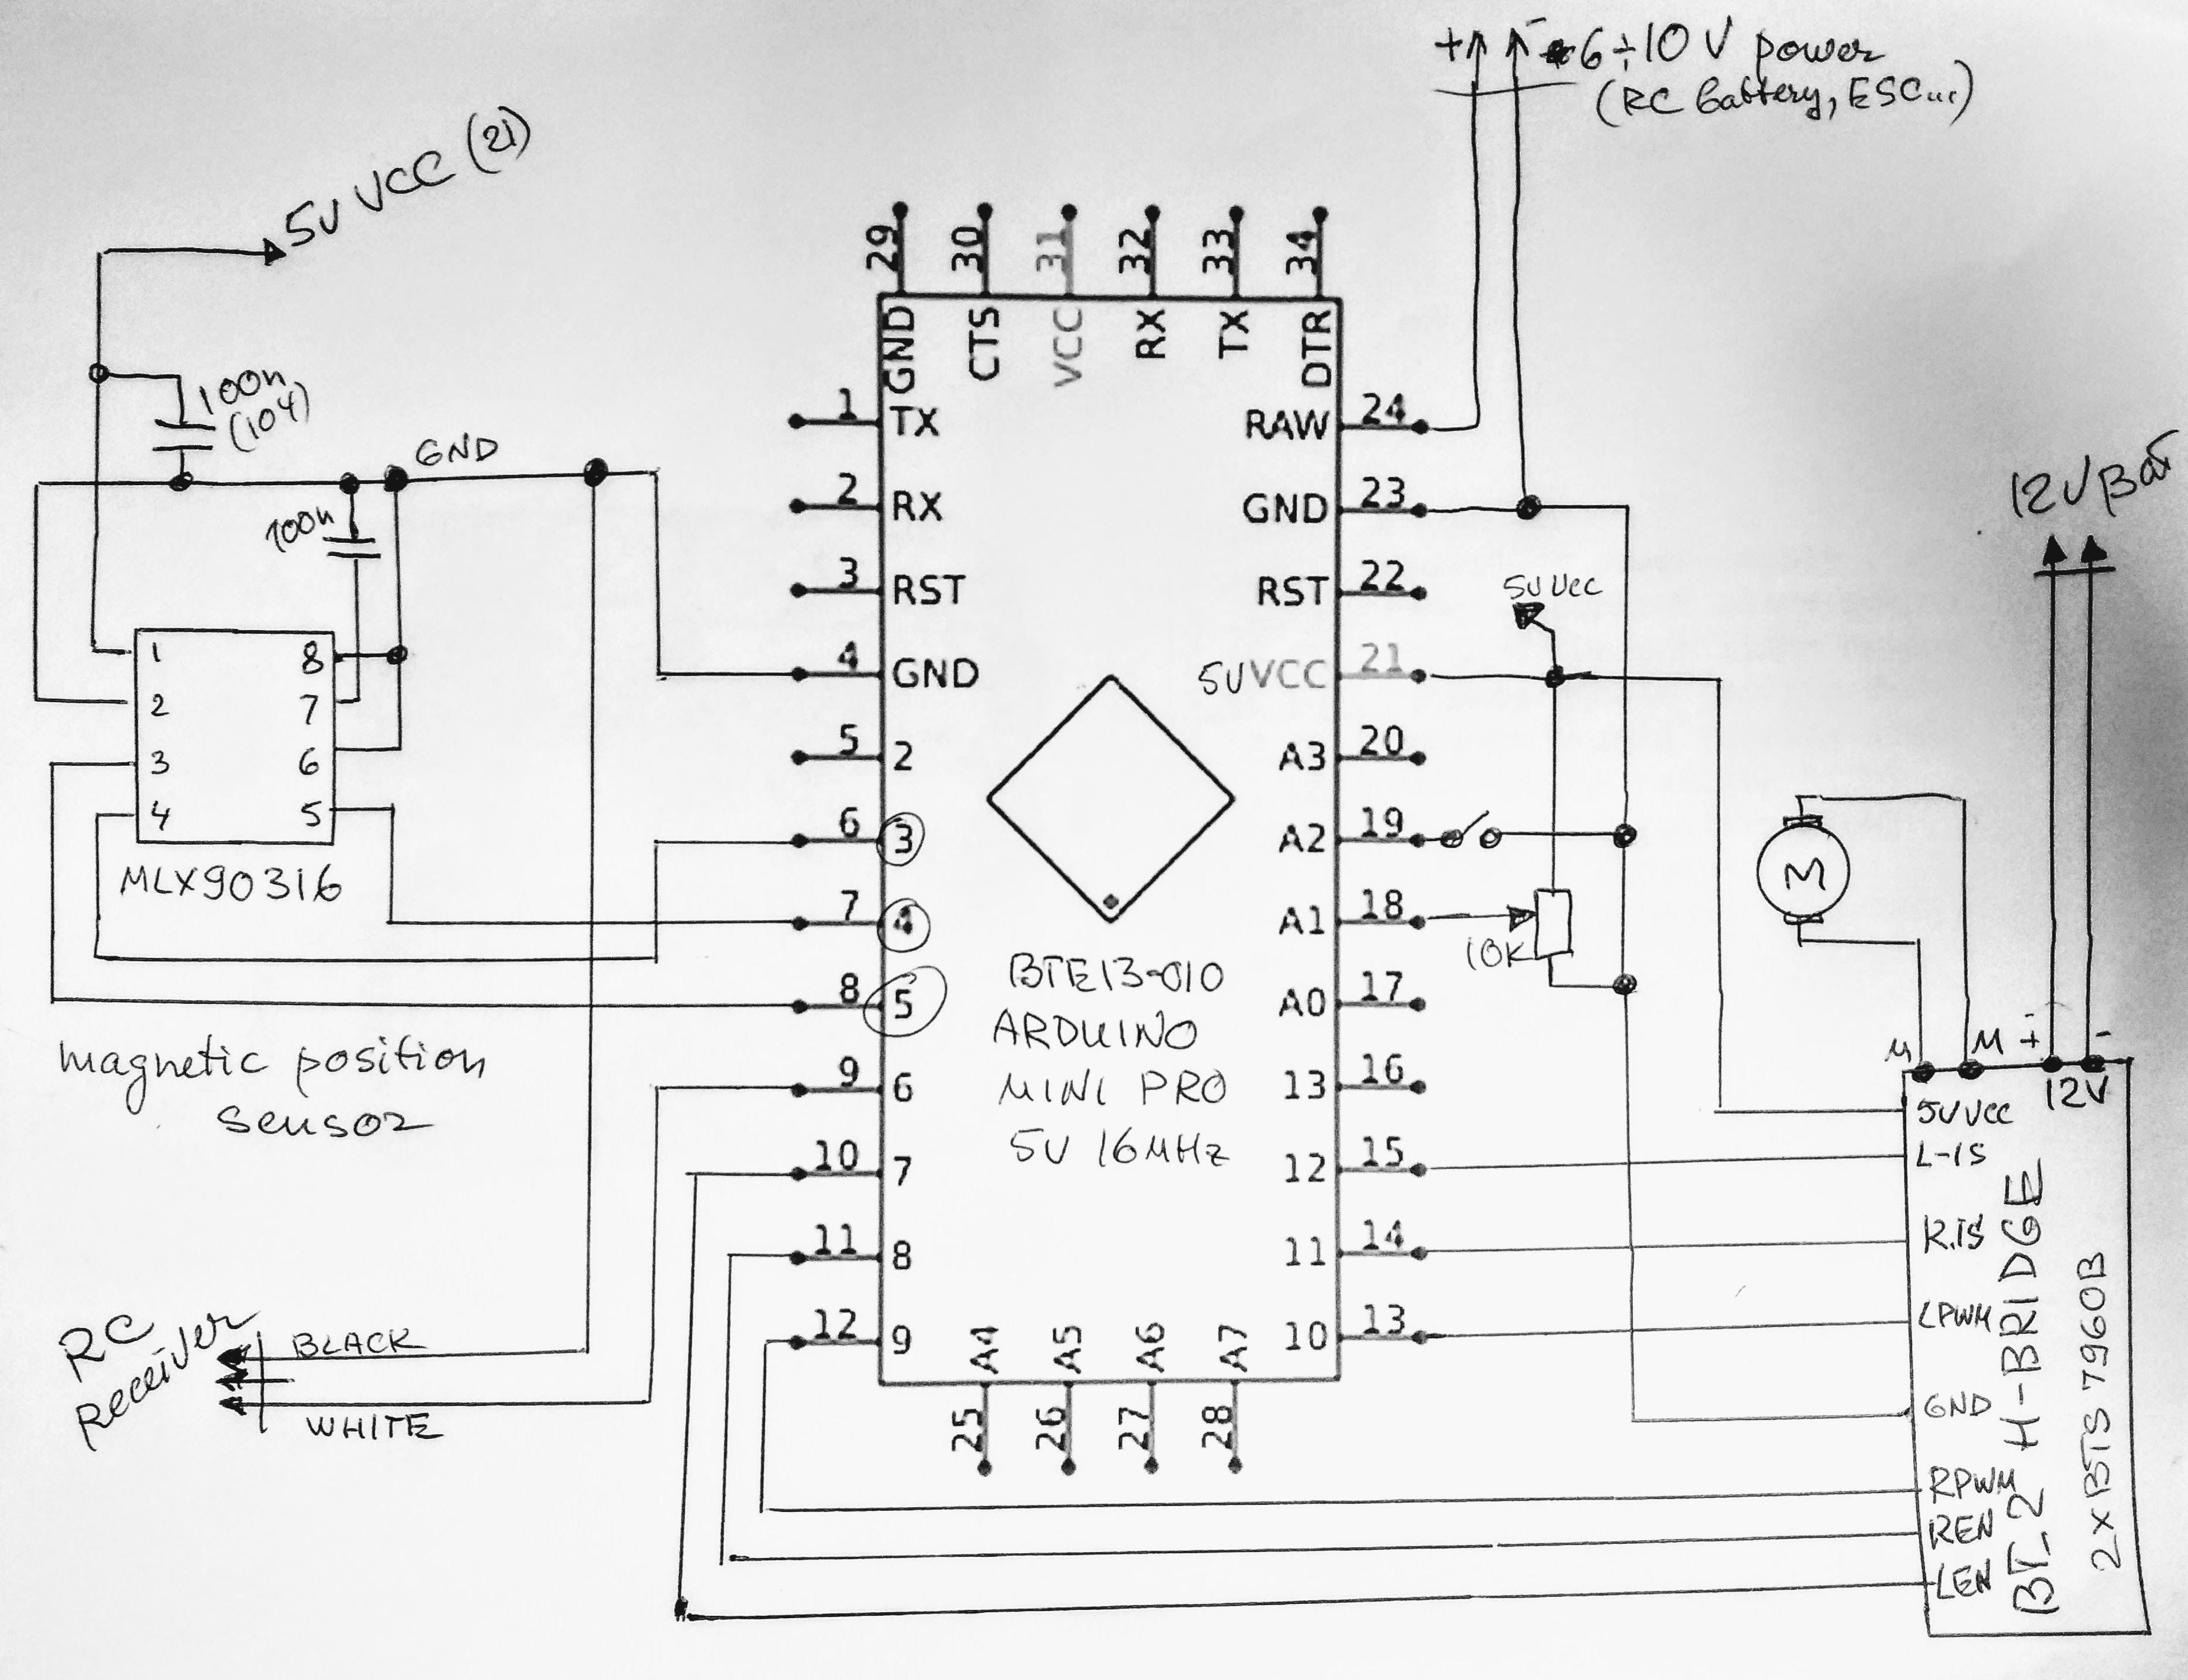 + - 6÷10 V power
(RC Battery, ESC...)
5V VCC (21)
100n
(104)
GND
100n
1
2
3
4
8
7
6
5
MLX90316
magnetic position
sensor
RC
Receiver
BLACK
WHITE
29
30
31
32
33
34
GND
CTS
VCC
RX
TX
DTR
1 TX
2 RX
3 RST
4 GND
5 2
6 3
7 4
8 5
9 6
10 7
11 8
12 9
RAW 24
GND 23
RST 22
5V VCC 21
A3 20
A2 19
A1 18
A0 17
13 16
12 15
11 14
10 13
BTE13-010
ARDUINO
MINI PRO
5V 16MHz
A4
A5
A6
A7
25
26
27
28
5V Vcc
10K
12V Bat
M
M M + -
12V
5V VCC
L-IS
R.IS
LPWM
GND
RPWM
REN
LEN
BT_2 H-BRIDGE
2xBTS 7960B